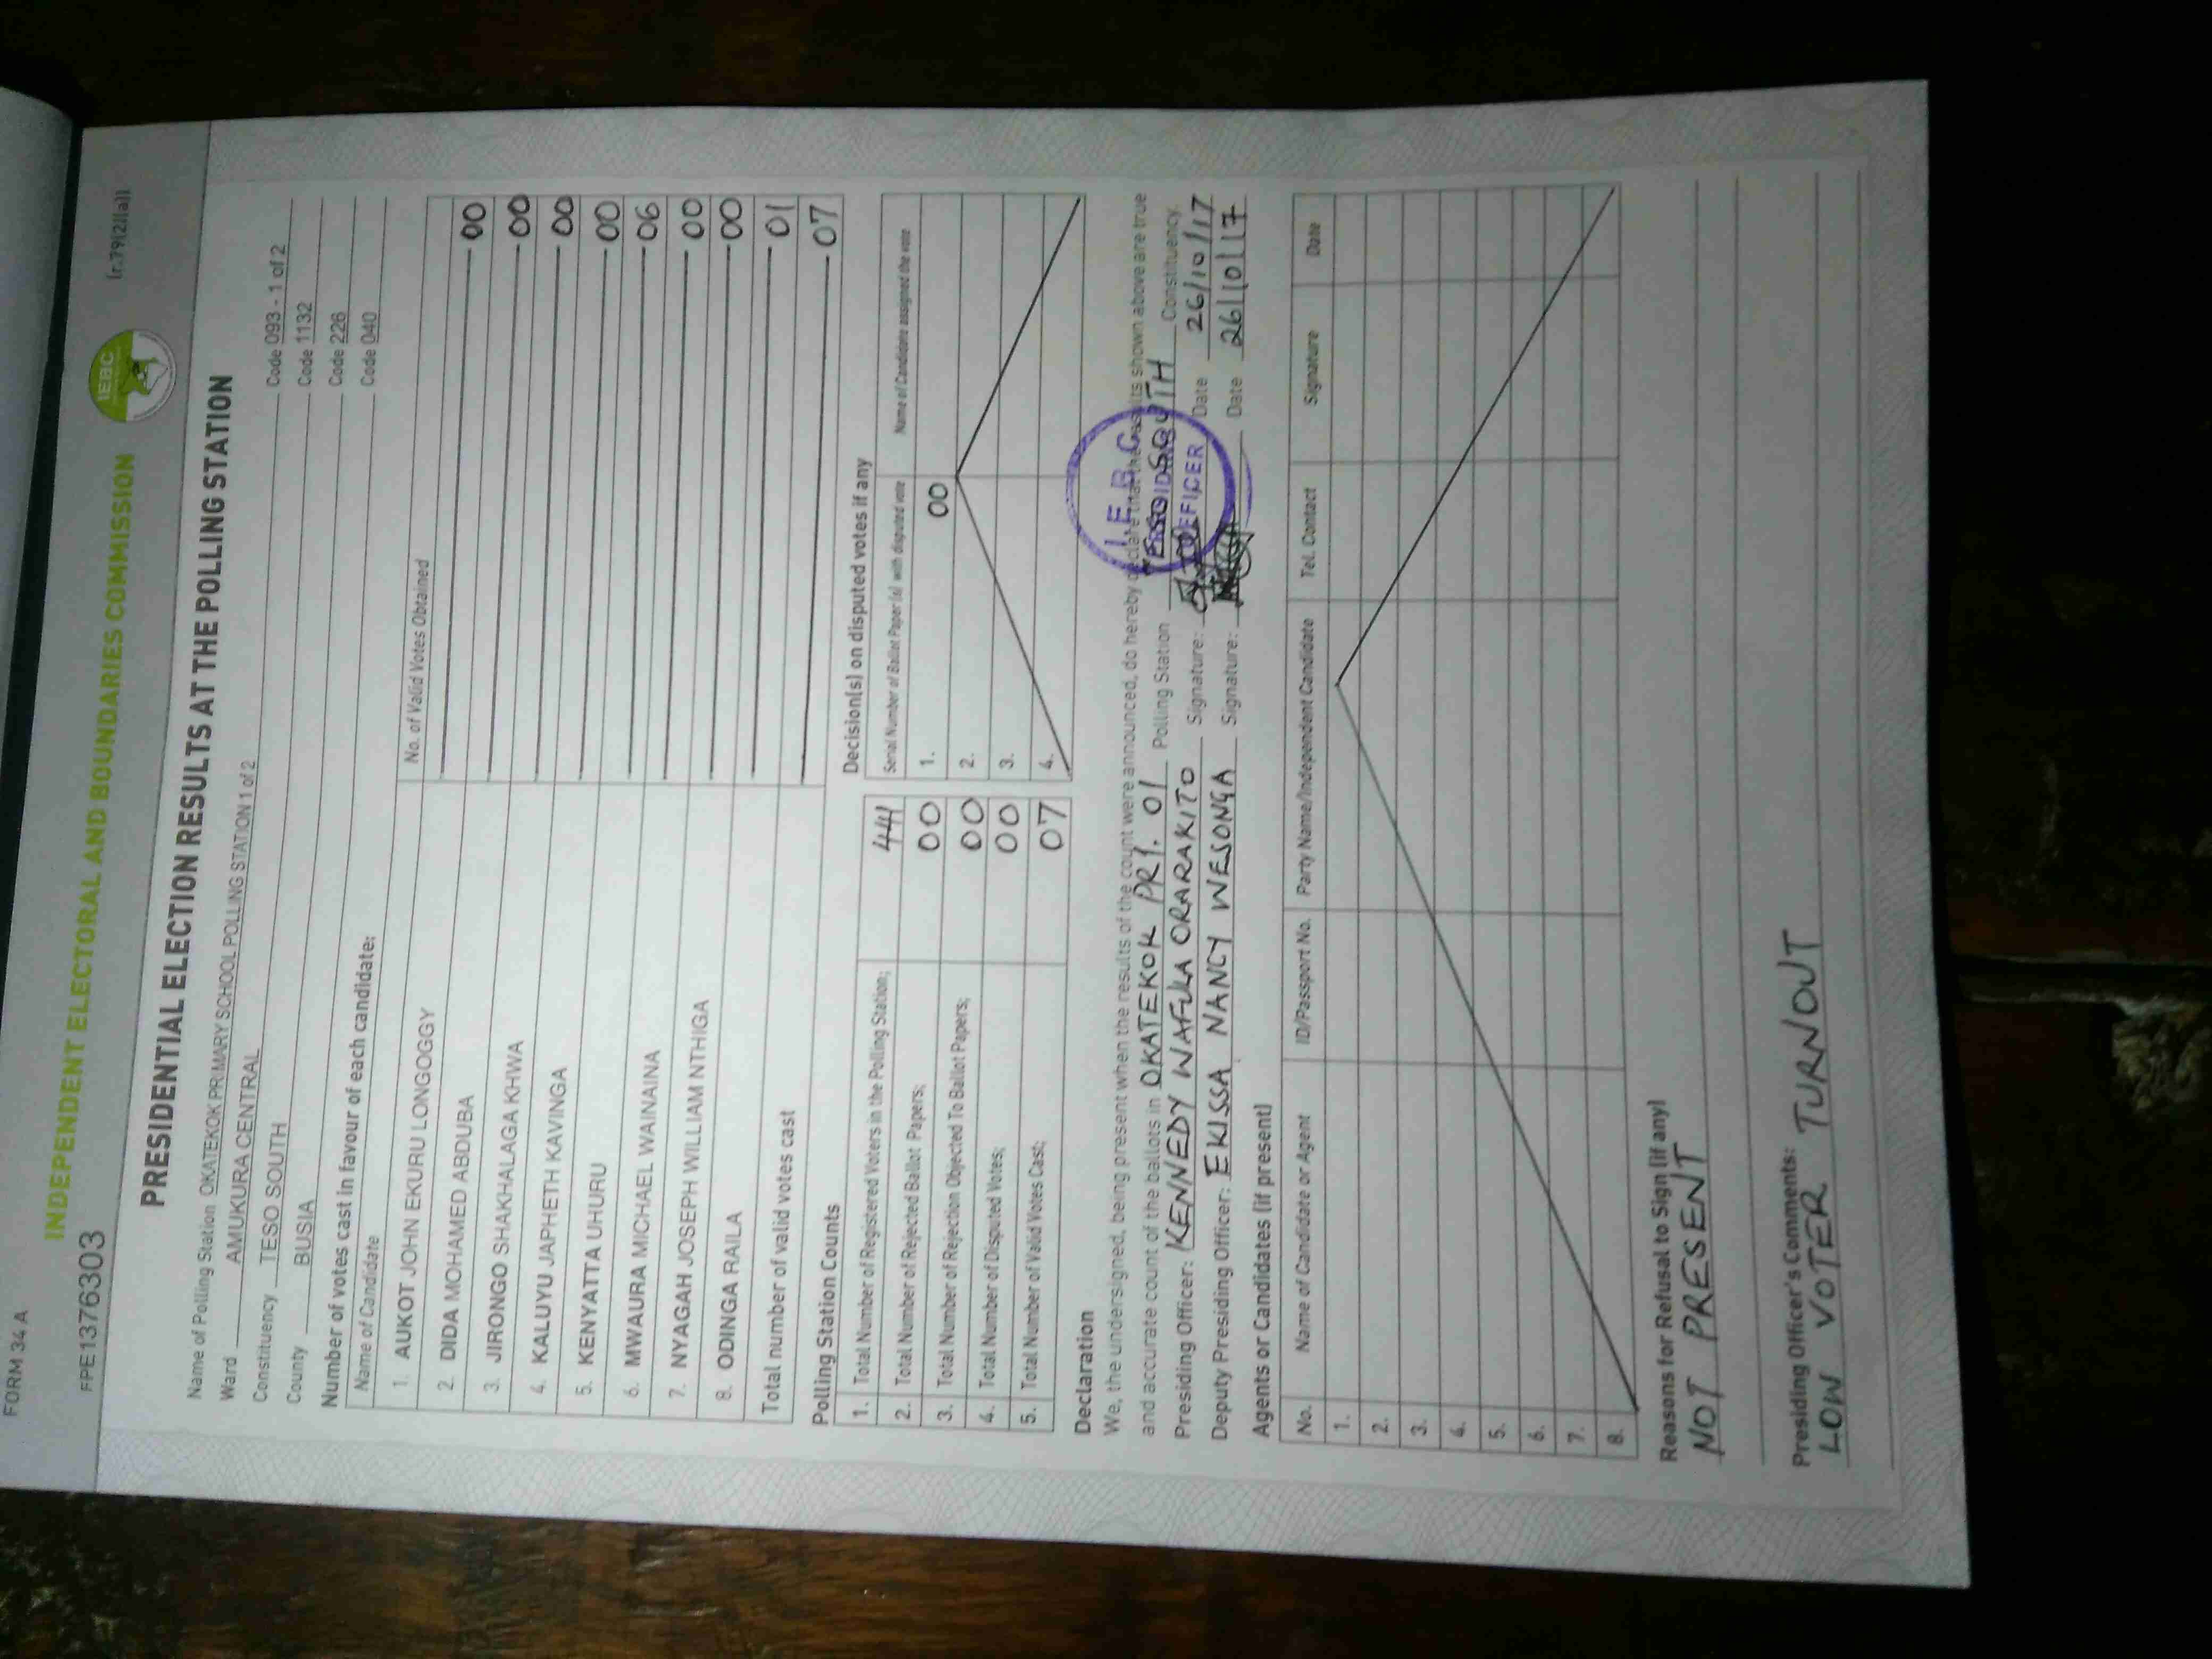 FORM 34 A
FPE1376303
INDEPENDENT ELECTORAL AND BOUNDARIES COMMISSION
IEBC
(r.79(2)(a))
PRESIDENTIAL ELECTION RESULTS AT THE POLLING STATION
Name of Polling Station OKATEKOK PRIMARY SCHOOL POLLING STATION 1 of 2 Code 093 - 1 of 2
Ward AMUKURA CENTRAL Code 1132
Constituency TESO SOUTH Code 226
County BUSIA Code 040
Number of votes cast in favour of each candidate:
Name of Candidate No. of Valid Votes Obtained
1. AUKOT JOHN EKURU LONGOGGY 00
2. DIDA MOHAMED ABDUBA 00
3. JIRONGO SHAKHALAGA KHWA 00
4. KALUYU JAPHETH KAVINGA 00
5. KENYATTA UHURU 06
6. MWAURA MICHAEL WAINAINA 00
7. NYAGAH JOSEPH WILLIAM NTHIGA 00
8. ODINGA RAILA 01
Total number of valid votes cast 07
Polling Station Counts
1. Total Number of Registered Voters in the Polling Station; 441
2. Total Number of Rejected Ballot Papers; 00
3. Total Number of Rejection Objected To Ballot Papers; 00
4. Total Number of Disputed Votes; 00
5. Total Number of Valid Votes Cast; 07
Decision(s) on disputed votes if any
Serial Number of Ballot Paper (s) with disputed vote Name of Candidate assigned the vote
1. 00
2.
3.
4.
Declaration
We, the undersigned, being present when the results of the count were announced, do hereby declare that the results shown above are true
and accurate count of the ballots in OKATEKOK PRY. 01 Polling Station TESO SOUTH Constituency.
Presiding Officer: KENNEDY WAFULA ORARAKITO Signature: Date 26/10/17
Deputy Presiding Officer: EKISSA NANCY WESONGA Signature: Date 26/10/17
I E B C
OFFICER
Agents or Candidates (if present)
No. Name of Candidate or Agent ID/Passport No. Party Name/Independent Candidate Tel. Contact Signature Date
1.
2.
3.
4.
5.
6.
7.
8.
Reasons for Refusal to Sign (if any)
NOT PRESENT
Presiding Officer's Comments:
LOW VOTER TURNOUT